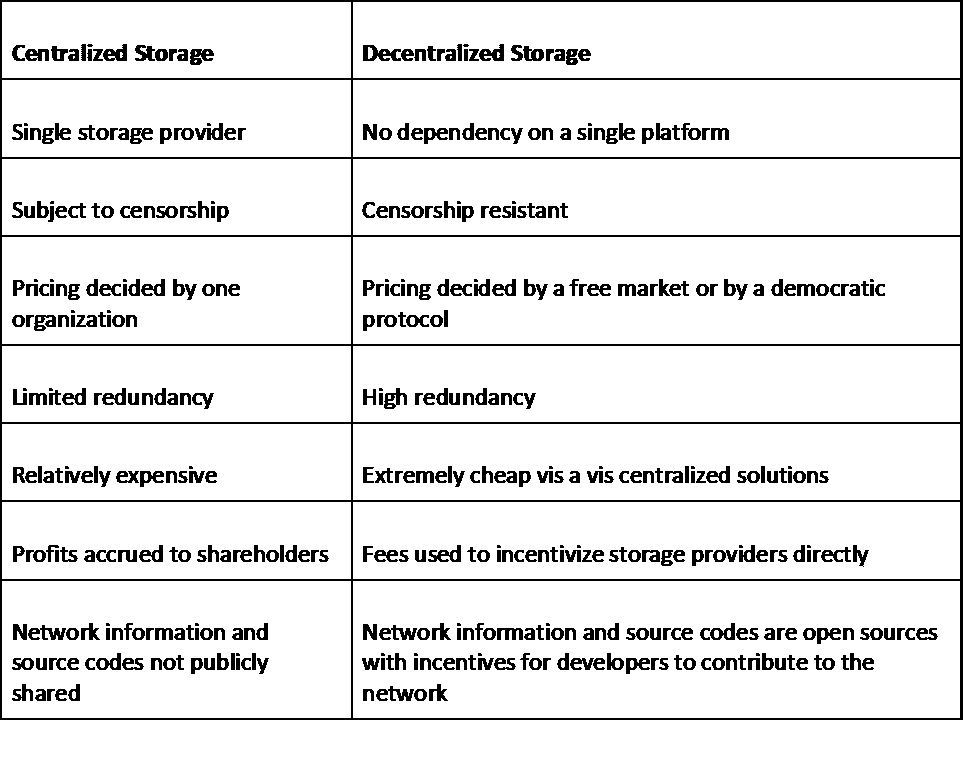 Centralized Storage
Decentralized Storage
Single storage provider
No dependency on a single platform
Subject to censorship
Censorship resistant
Pricing decided by one
organization
Pricing decided by a free market or by a democratic
protocol
Limited redundancy
High redundancy
Relatively expensive
Extremely cheap vis a vis centralized solutions
Profits accrued to shareholders
Fees used to incentivize storage providers directly
Network information and
source codes not publicly
shared
Network information and source codes are open sources
with incentives for developers to contribute to the
network